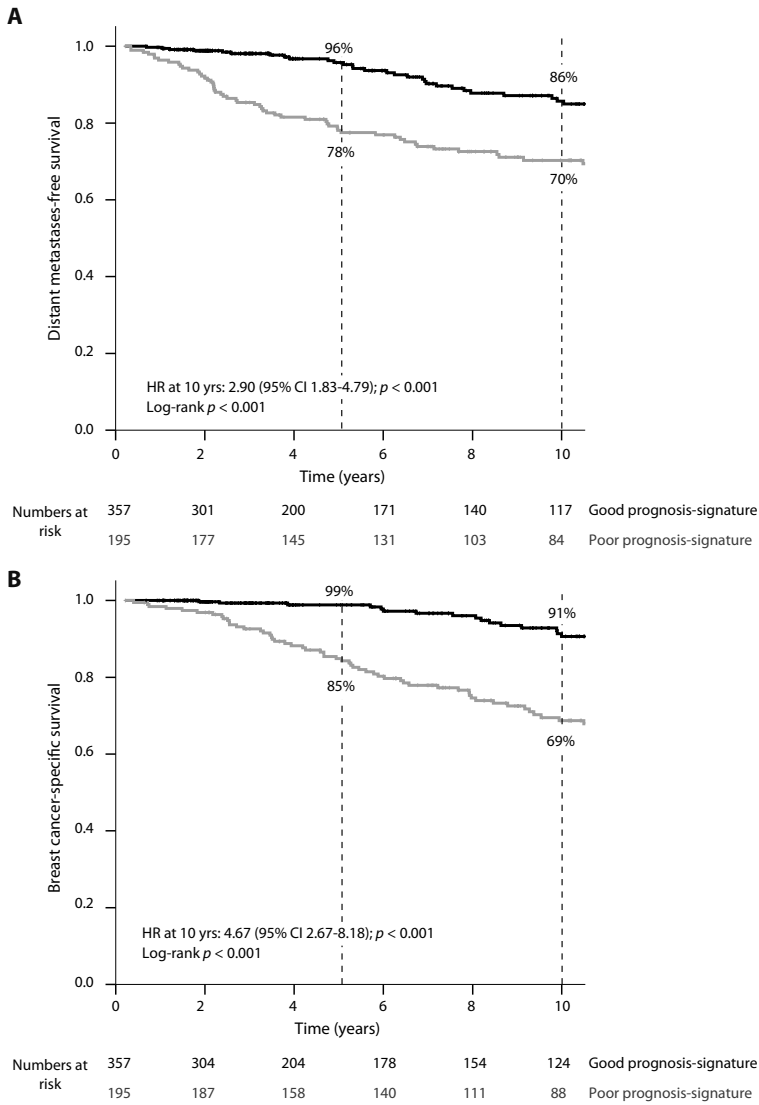 A
1.0
0.8
0.6
0.4
0.2
0.0
Distant metastases-free survival
96%
86%
78%
70%
HR at 10 yrs: 2.90 (95% CI 1.83-4.79); p < 0.001
Log-rank p < 0.001
0 2 4 6 8 10
Time (years)
Numbers at
risk
357 301 200 171 140 117 Good prognosis-signature
195 177 145 131 103 84 Poor prognosis-signature
B
1.0
0.8
0.6
0.4
0.2
0.0
Breast cancer-specific survival
99%
91%
85%
69%
HR at 10 yrs: 4.67 (95% CI 2.67-8.18); p < 0.001
Log-rank p < 0.001
0 2 4 6 8 10
Time (years)
Numbers at
risk
357 304 204 178 154 124 Good prognosis-signature
195 187 158 140 111 88 Poor prognosis-signature